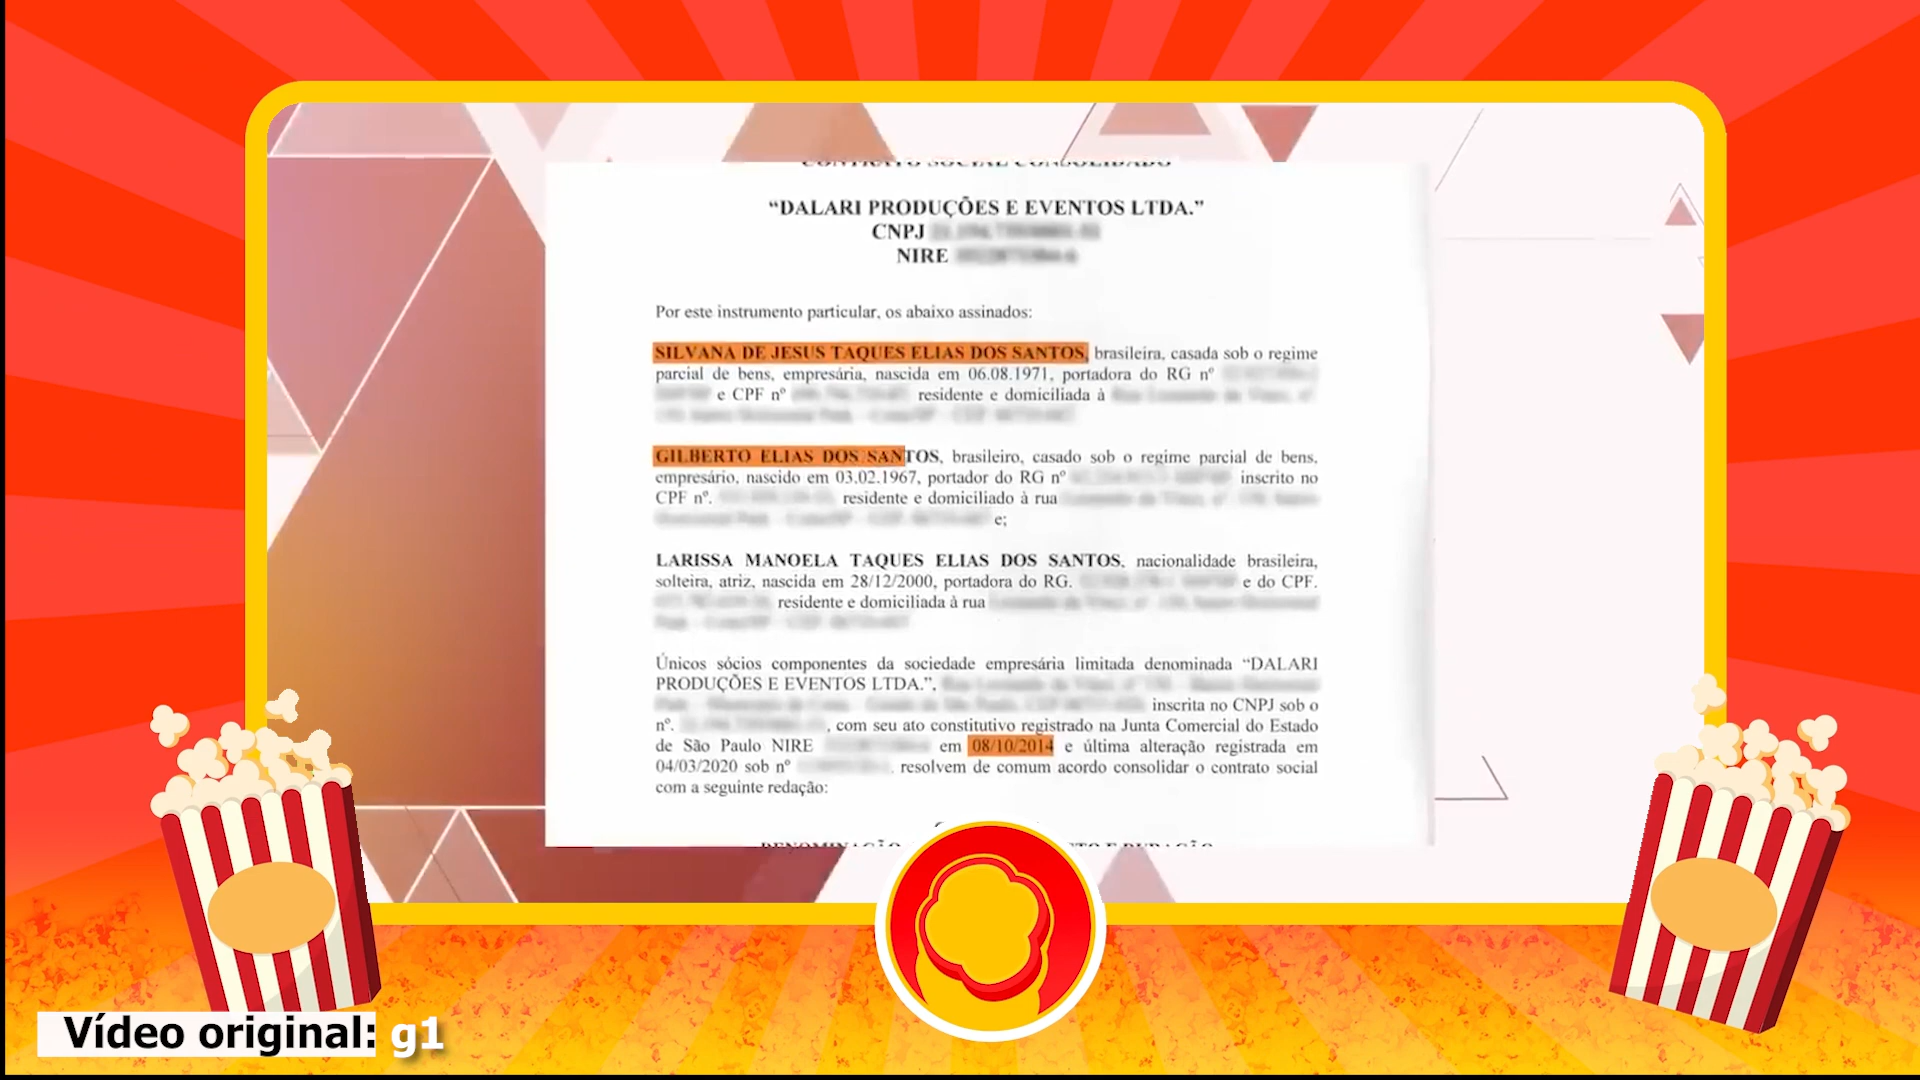 CONTRATO SOCIAL CONSOLIDADO
“DALARI PRODUÇÕES E EVENTOS LTDA.”
CNPJ
NIRE
Por este instrumento particular, os abaixo assinados:
SILVANA DE JESUS TAQUES ELIAS DOS SANTOS, brasileira, casada sob o regime
parcial de bens, empresária, nascida em 06.08.1971, portadora do RG nº
e CPF nº residente e domiciliada à
GILBERTO ELIAS DOS SANTOS, brasileiro, casado sob o regime parcial de bens,
empresário, nascido em 03.02.1967, portador do RG nº inscrito no
CPF nº. residente e domiciliado à rua
e;
LARISSA MANOELA TAQUES ELIAS DOS SANTOS, nacionalidade brasileira,
solteira, atriz, nascida em 28/12/2000, portadora do RG. e do CPF.
residente e domiciliada à rua
Únicos sócios componentes da sociedade empresária limitada denominada “DALARI
PRODUÇÕES E EVENTOS LTDA.”,
inscrita no CNPJ sob o
nº. , com seu ato constitutivo registrado na Junta Comercial do Estado
de São Paulo NIRE em 08/10/2014 e última alteração registrada em
04/03/2020 sob nº , resolvem de comum acordo consolidar o contrato social
com a seguinte redação:
Vídeo original: g1